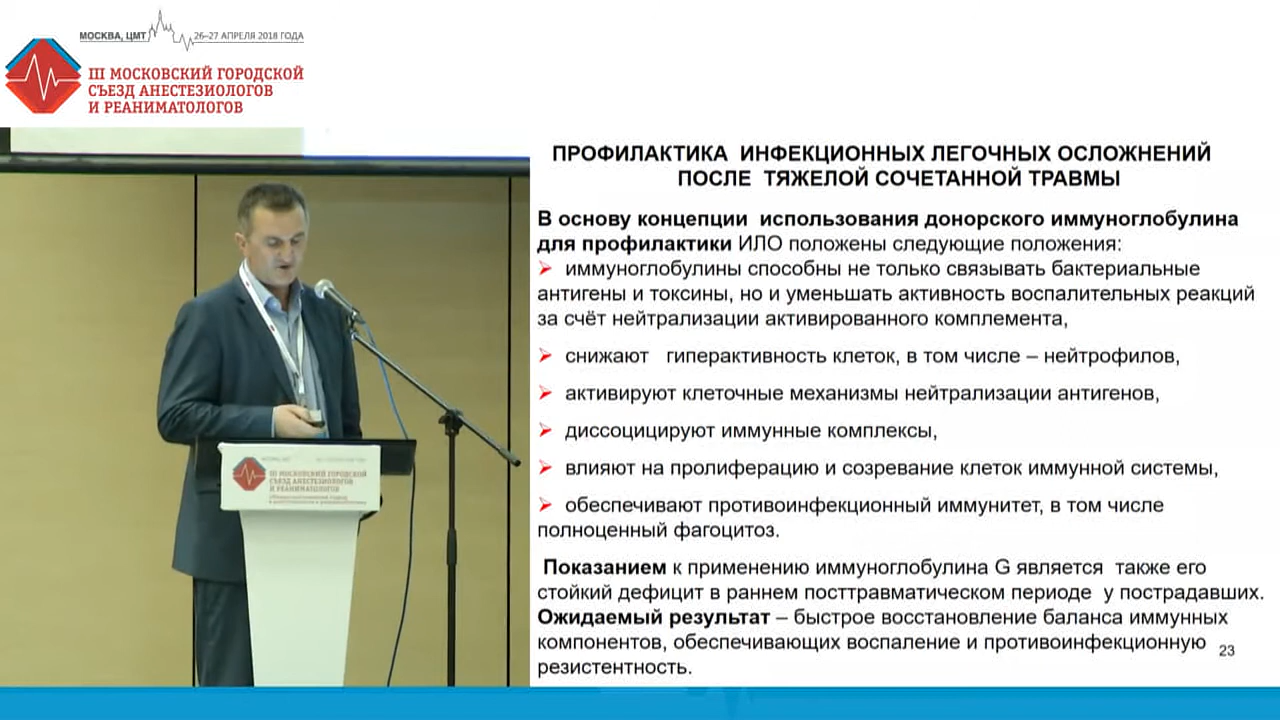 МОСКВА, ЦМТ 26–27 АПРЕЛЯ 2018 ГОДА
III МОСКОВСКИЙ ГОРОДСКОЙ
СЪЕЗД АНЕСТЕЗИОЛОГОВ
И РЕАНИМАТОЛОГОВ
ПРОФИЛАКТИКА ИНФЕКЦИОННЫХ ЛЕГОЧНЫХ ОСЛОЖНЕНИЙ
ПОСЛЕ ТЯЖЕЛОЙ СОЧЕТАННОЙ ТРАВМЫ
В основу концепции использования донорского иммуноглобулина
для профилактики ИЛО положены следующие положения:
➢ иммуноглобулины способны не только связывать бактериальные
антигены и токсины, но и уменьшать активность воспалительных реакций
за счёт нейтрализации активированного комплемента,
➢ снижают гиперактивность клеток, в том числе – нейтрофилов,
➢ активируют клеточные механизмы нейтрализации антигенов,
➢ диссоциируют иммунные комплексы,
➢ влияют на пролиферацию и созревание клеток иммунной системы,
➢ обеспечивают противоинфекционный иммунитет, в том числе
полноценный фагоцитоз.
Показанием к применению иммуноглобулина G является также его
стойкий дефицит в раннем посттравматическом периоде у пострадавших.
Ожидаемый результат – быстрое восстановление баланса иммунных
компонентов, обеспечивающих воспаление и противоинфекционную
резистентность.
23
III МОСКОВСКИЙ ГОРОДСКОЙ
СЪЕЗД АНЕСТЕЗИОЛОГОВ
И РЕАНИМАТОЛОГОВ